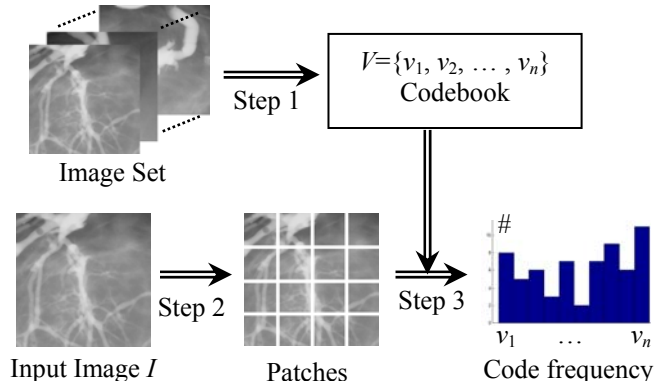 V={v1, v2, … , vn}
Codebook
Step 1
Image Set
#
Step 2
Step 3
v1 … vn
Input Image I
Patches
Code frequency